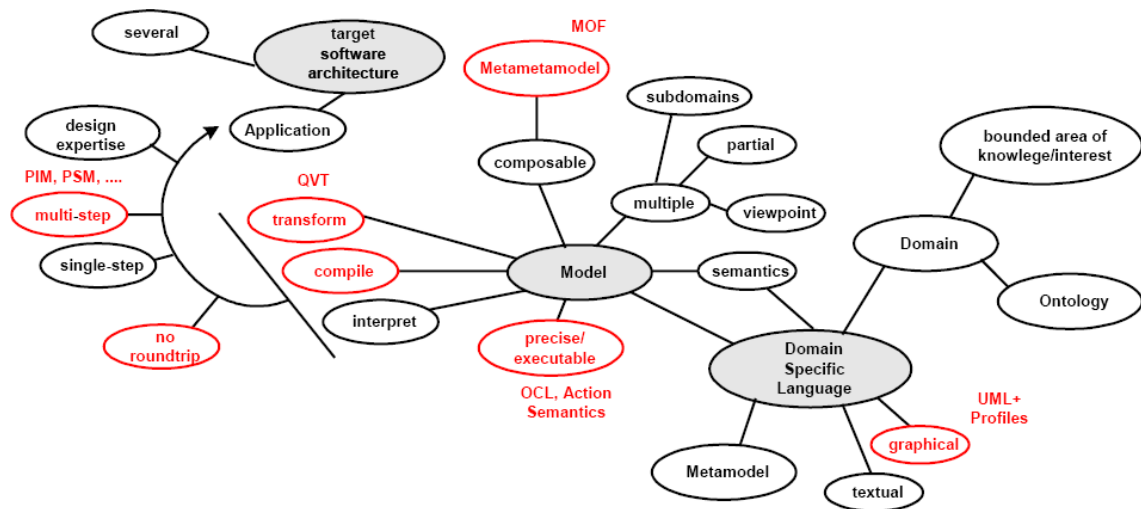 several
target
software
architecture
MOF
Metametamodel
subdomains
design
expertise
Application
composable
partial
bounded area of
knowlege/interest
PIM, PSM, ....
multi-step
QVT
transform
multiple
viewpoint
single-step
compile
Model
semantics
Domain
Ontology
interpret
no
roundtrip
precise/
executable
OCL, Action
Semantics
Domain
Specific
Language
UML+
Profiles
graphical
Metamodel
textual